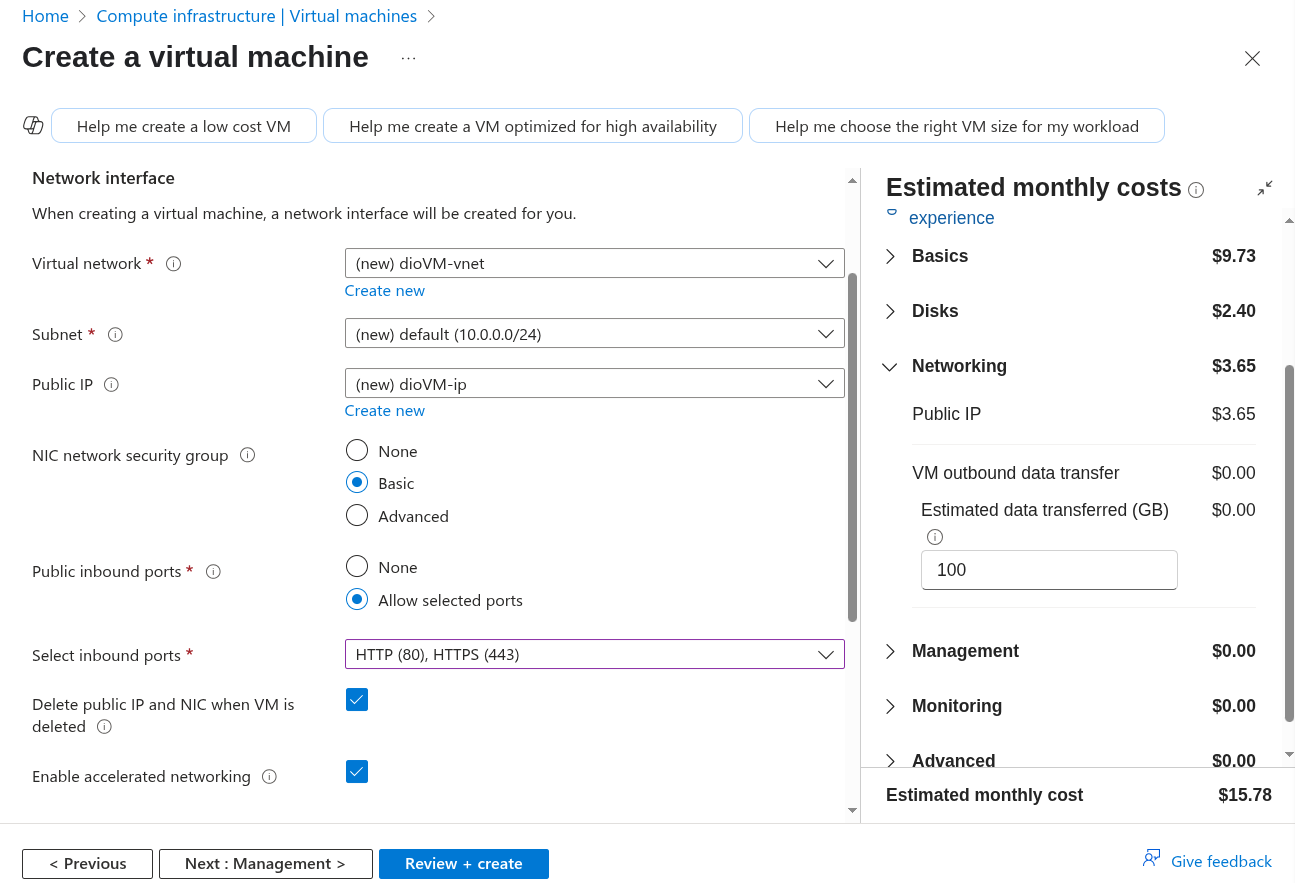 Home > Compute infrastructure | Virtual machines >
Create a virtual machine ...
Help me create a low cost VM
Help me create a VM optimized for high availability
Help me choose the right VM size for my workload
Network interface
When creating a virtual machine, a network interface will be created for you.
Virtual network *
(new) dioVM-vnet
Create new
Subnet *
(new) default (10.0.0.0/24)
Public IP
(new) dioVM-ip
Create new
NIC network security group
None
Basic
Advanced
Public inbound ports *
None
Allow selected ports
Select inbound ports *
HTTP (80), HTTPS (443)
Delete public IP and NIC when VM is
deleted
Enable accelerated networking
Estimated monthly costs
experience
Basics $9.73
Disks $2.40
Networking $3.65
Public IP $3.65
VM outbound data transfer $0.00
Estimated data transferred (GB) $0.00
100
Management $0.00
Monitoring $0.00
Advanced $0.00
Estimated monthly cost $15.78
< Previous
Next : Management >
Review + create
Give feedback